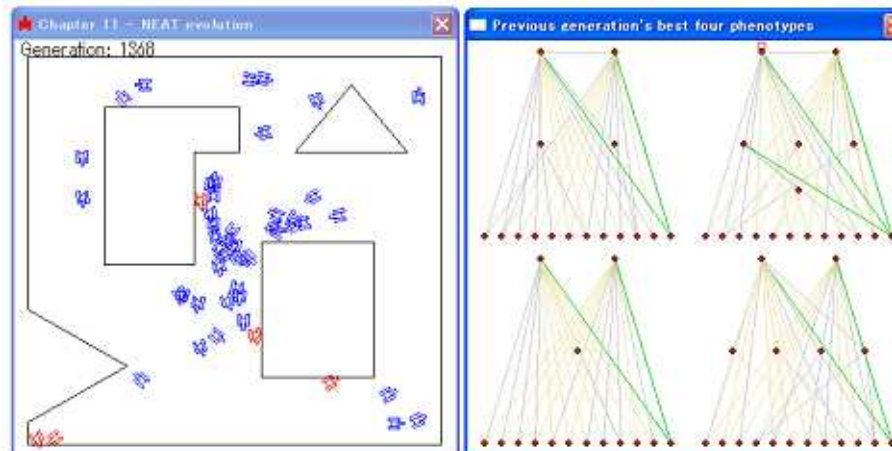 Chapter 11 - NEAT evolution
Generation: 1368
Previous generation's best four phenotypes